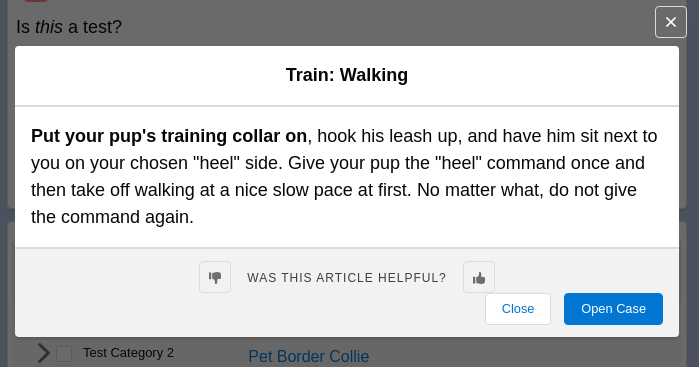 Is this a test?
Train: Walking
Put your pup's training collar on, hook his leash up, and have him sit next to
you on your chosen "heel" side. Give your pup the "heel" command once and
then take off walking at a nice slow pace at first. No matter what, do not give
the command again.
WAS THIS ARTICLE HELPFUL?
Close
Open Case
Test Category 2
Pet Border Collie